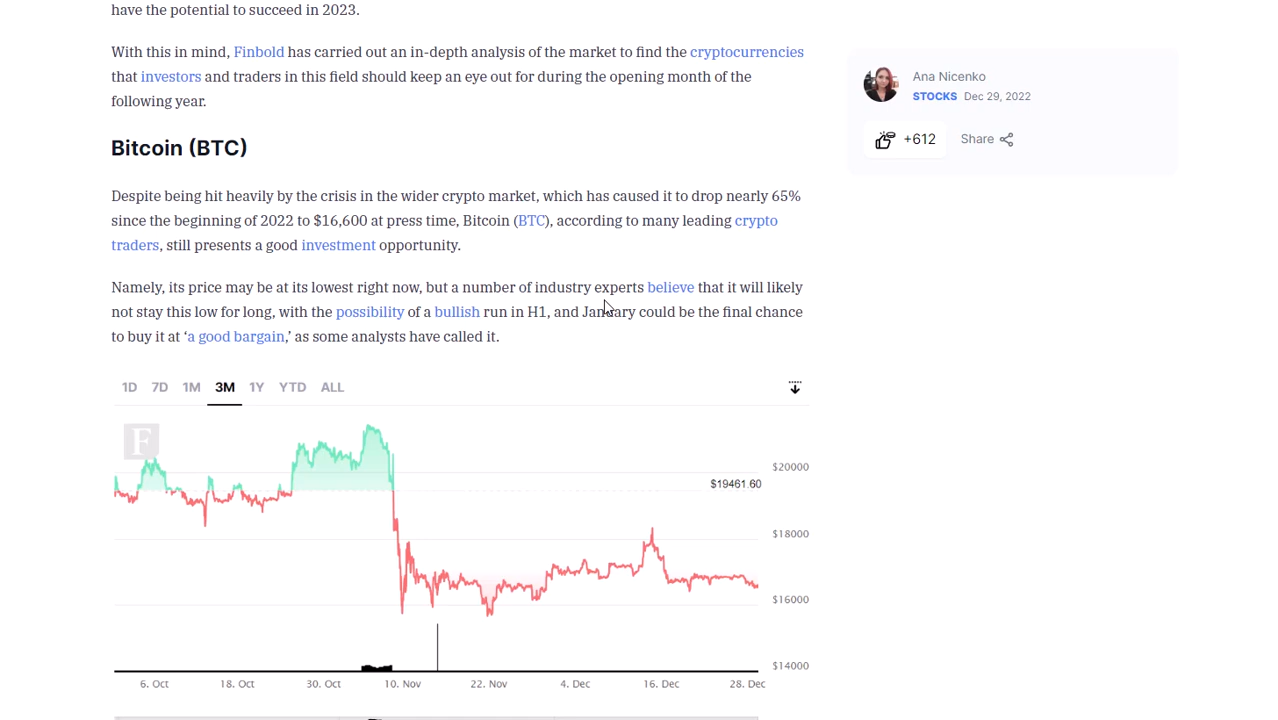 have the potential to succeed in 2023.
With this in mind, Finbold has carried out an in-depth analysis of the market to find the cryptocurrencies
that investors and traders in this field should keep an eye out for during the opening month of the
following year.
Ana Nicenko
STOCKS Dec 29, 2022
+612 Share
Bitcoin (BTC)
Despite being hit heavily by the crisis in the wider crypto market, which has caused it to drop nearly 65%
since the beginning of 2022 to $16,600 at press time, Bitcoin (BTC), according to many leading crypto
traders, still presents a good investment opportunity.
Namely, its price may be at its lowest right now, but a number of industry experts believe that it will likely
not stay this low for long, with the possibility of a bullish run in H1, and January could be the final chance
to buy it at ‘a good bargain,’ as some analysts have called it.
1D 7D 1M 3M 1Y YTD ALL
F
$20000
$19461.60
$18000
$16000
$14000
6. Oct 18. Oct 30. Oct 10. Nov 22. Nov 4. Dec 16. Dec 28. Dec